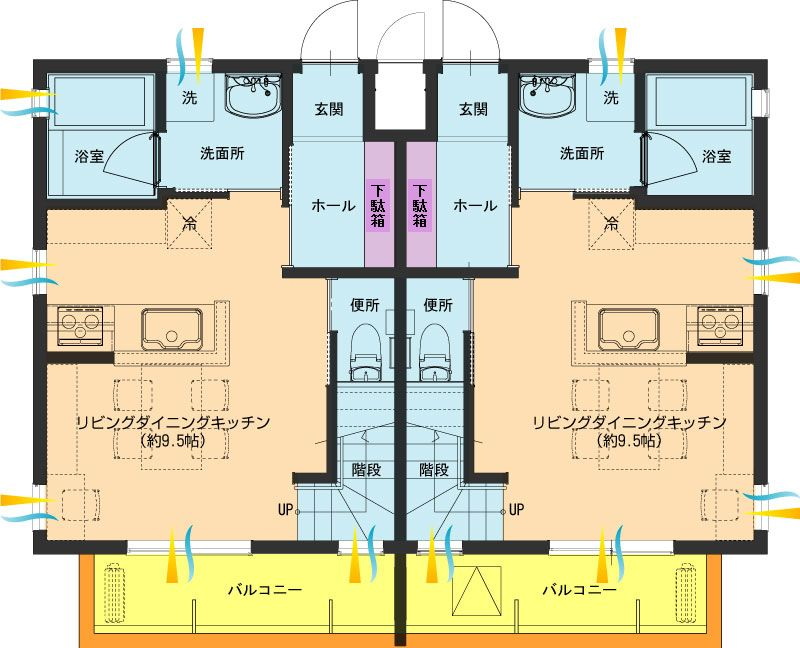 玄関
玄関
洗
洗
浴室
洗面所
洗面所
浴室
ホール
下駄箱
下駄箱
ホール
冷
冷
便所
便所
リビングダイニングキッチン
（約9.5帖）
リビングダイニングキッチン
（約9.5帖）
階段
階段
UP
UP
バルコニー
バルコニー